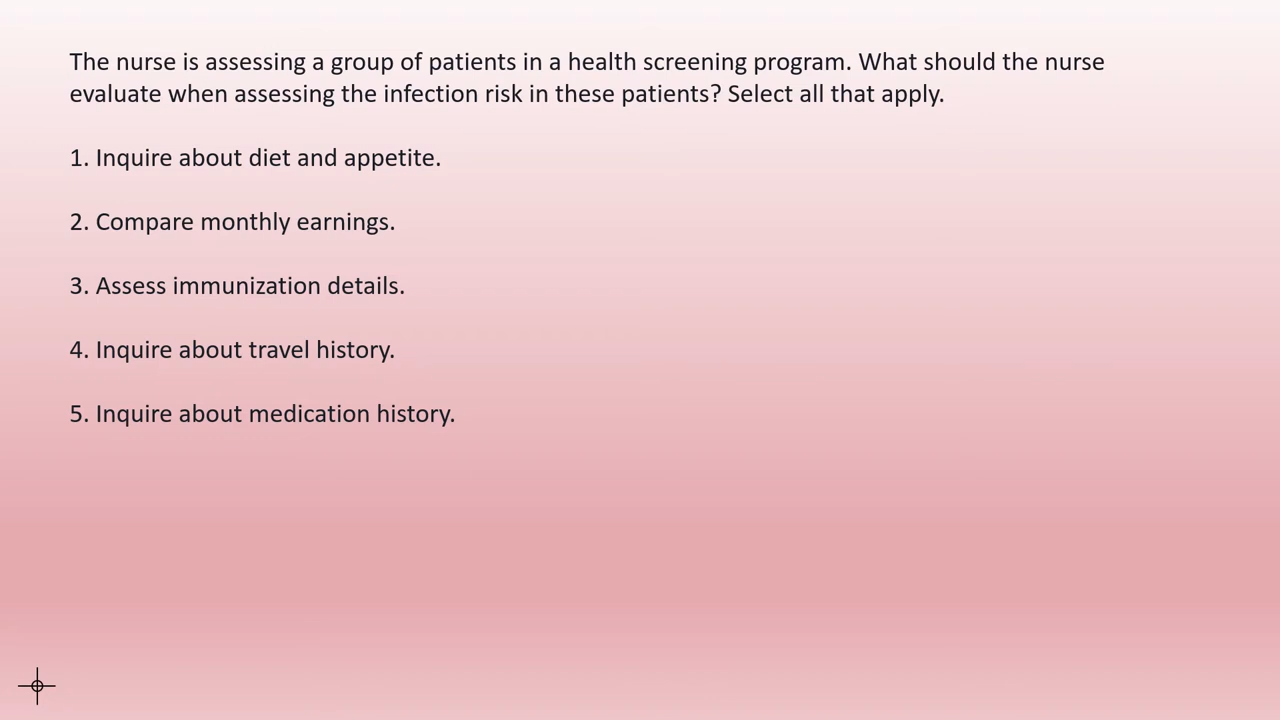 The nurse is assessing a group of patients in a health screening program. What should the nurse
evaluate when assessing the infection risk in these patients? Select all that apply.
1. Inquire about diet and appetite.
2. Compare monthly earnings.
3. Assess immunization details.
4. Inquire about travel history.
5. Inquire about medication history.